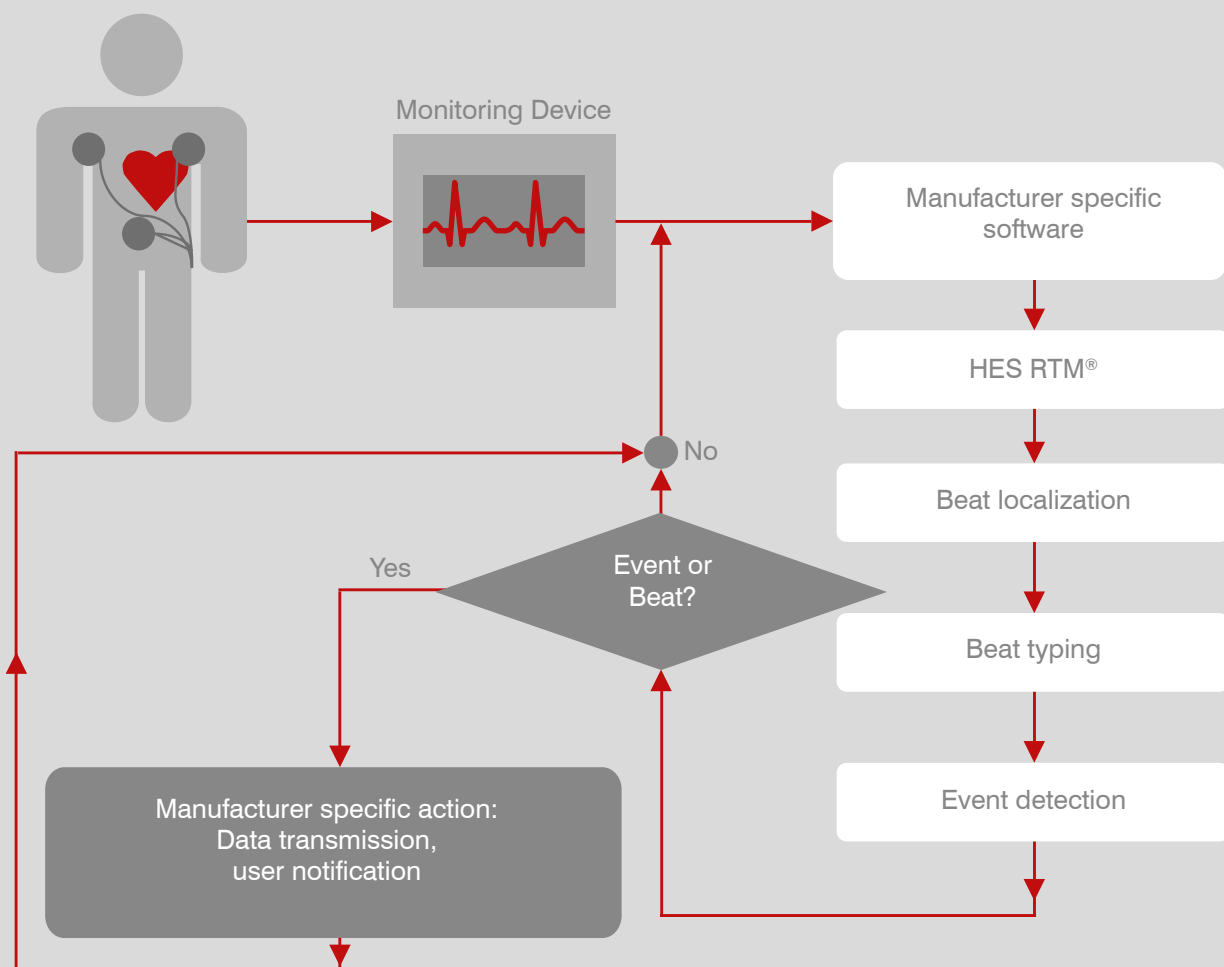 Monitoring Device
Manufacturer specific
software
HES RTM®
No
Beat localization
Yes
Event or
Beat?
Beat typing
Manufacturer specific action:
Data transmission,
user notification
Event detection